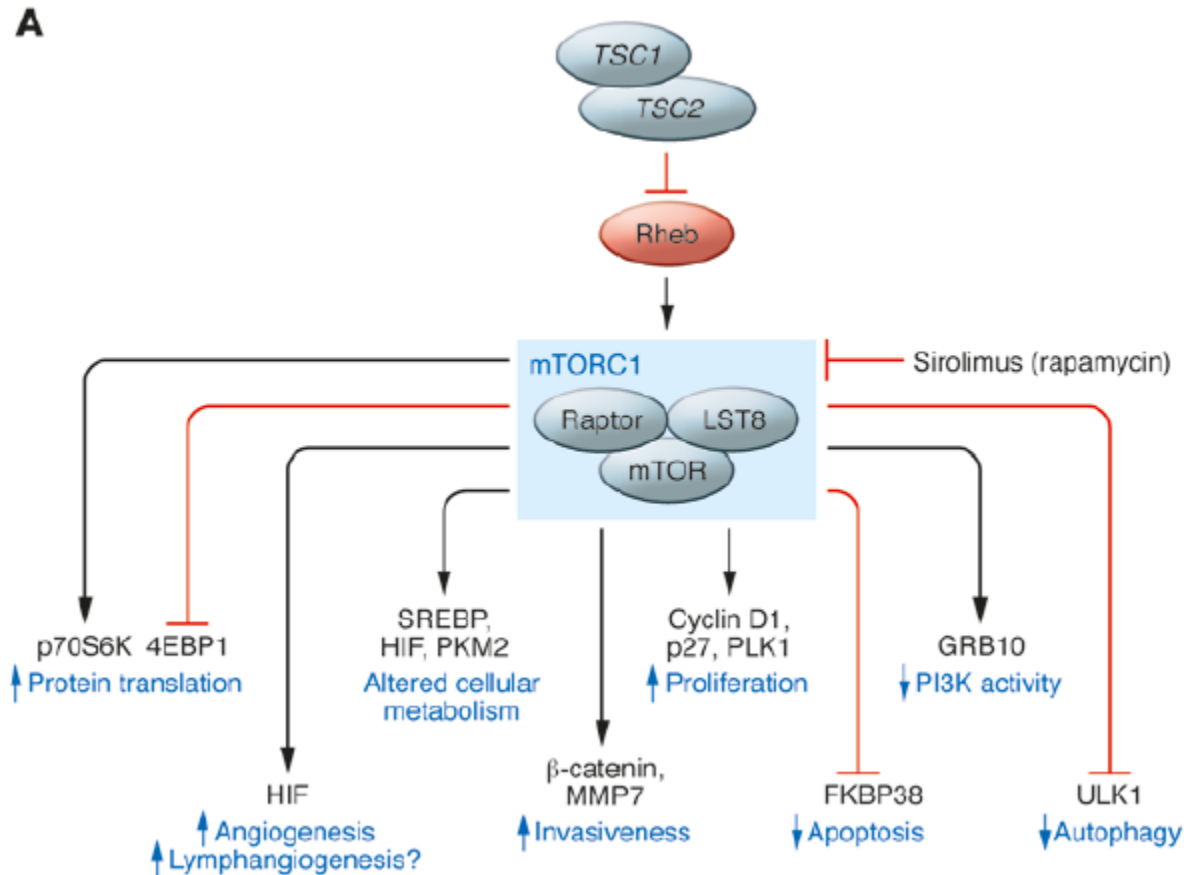 A
TSC1
TSC2
Rheb
mTORC1
Sirolimus (rapamycin)
Raptor
LST8
mTOR
p70S6K 4EBP1
Protein translation
SREBP,
HIF, PKM2
Altered cellular
metabolism
Cyclin D1,
p27, PLK1
Proliferation
GRB10
PI3K activity
HIF
Angiogenesis
Lymphangiogenesis?
β-catenin,
MMP7
Invasiveness
FKBP38
Apoptosis
ULK1
Autophagy